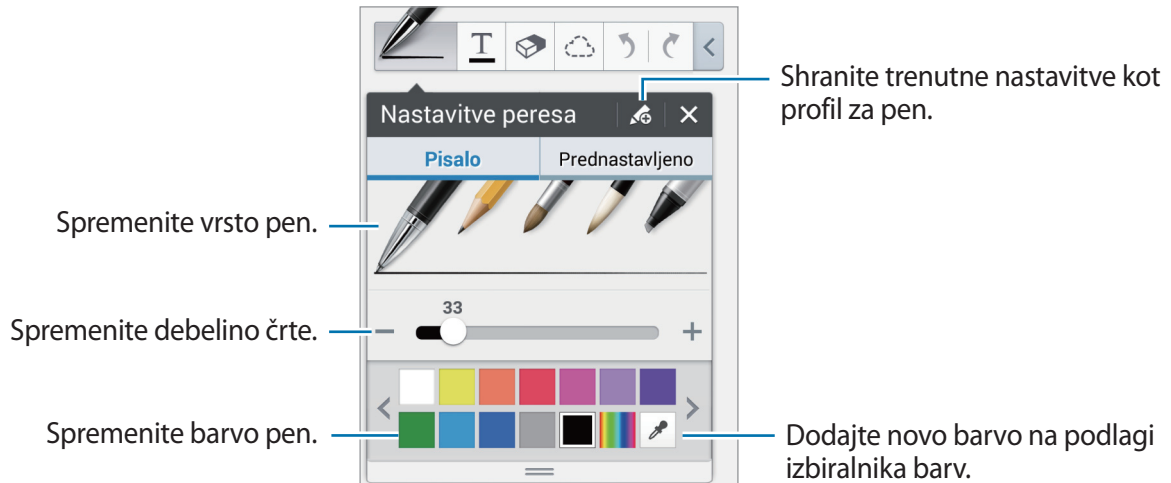 T
Shranite trenutne nastavitve kot
profil za pen.
Nastavitve peresa
Pisalo
Prednastavljeno
Spremenite vrsto pen.
33
Spremenite debelino črte.
Spremenite barvo pen.
Dodajte novo barvo na podlagi
izbiralnika barv.